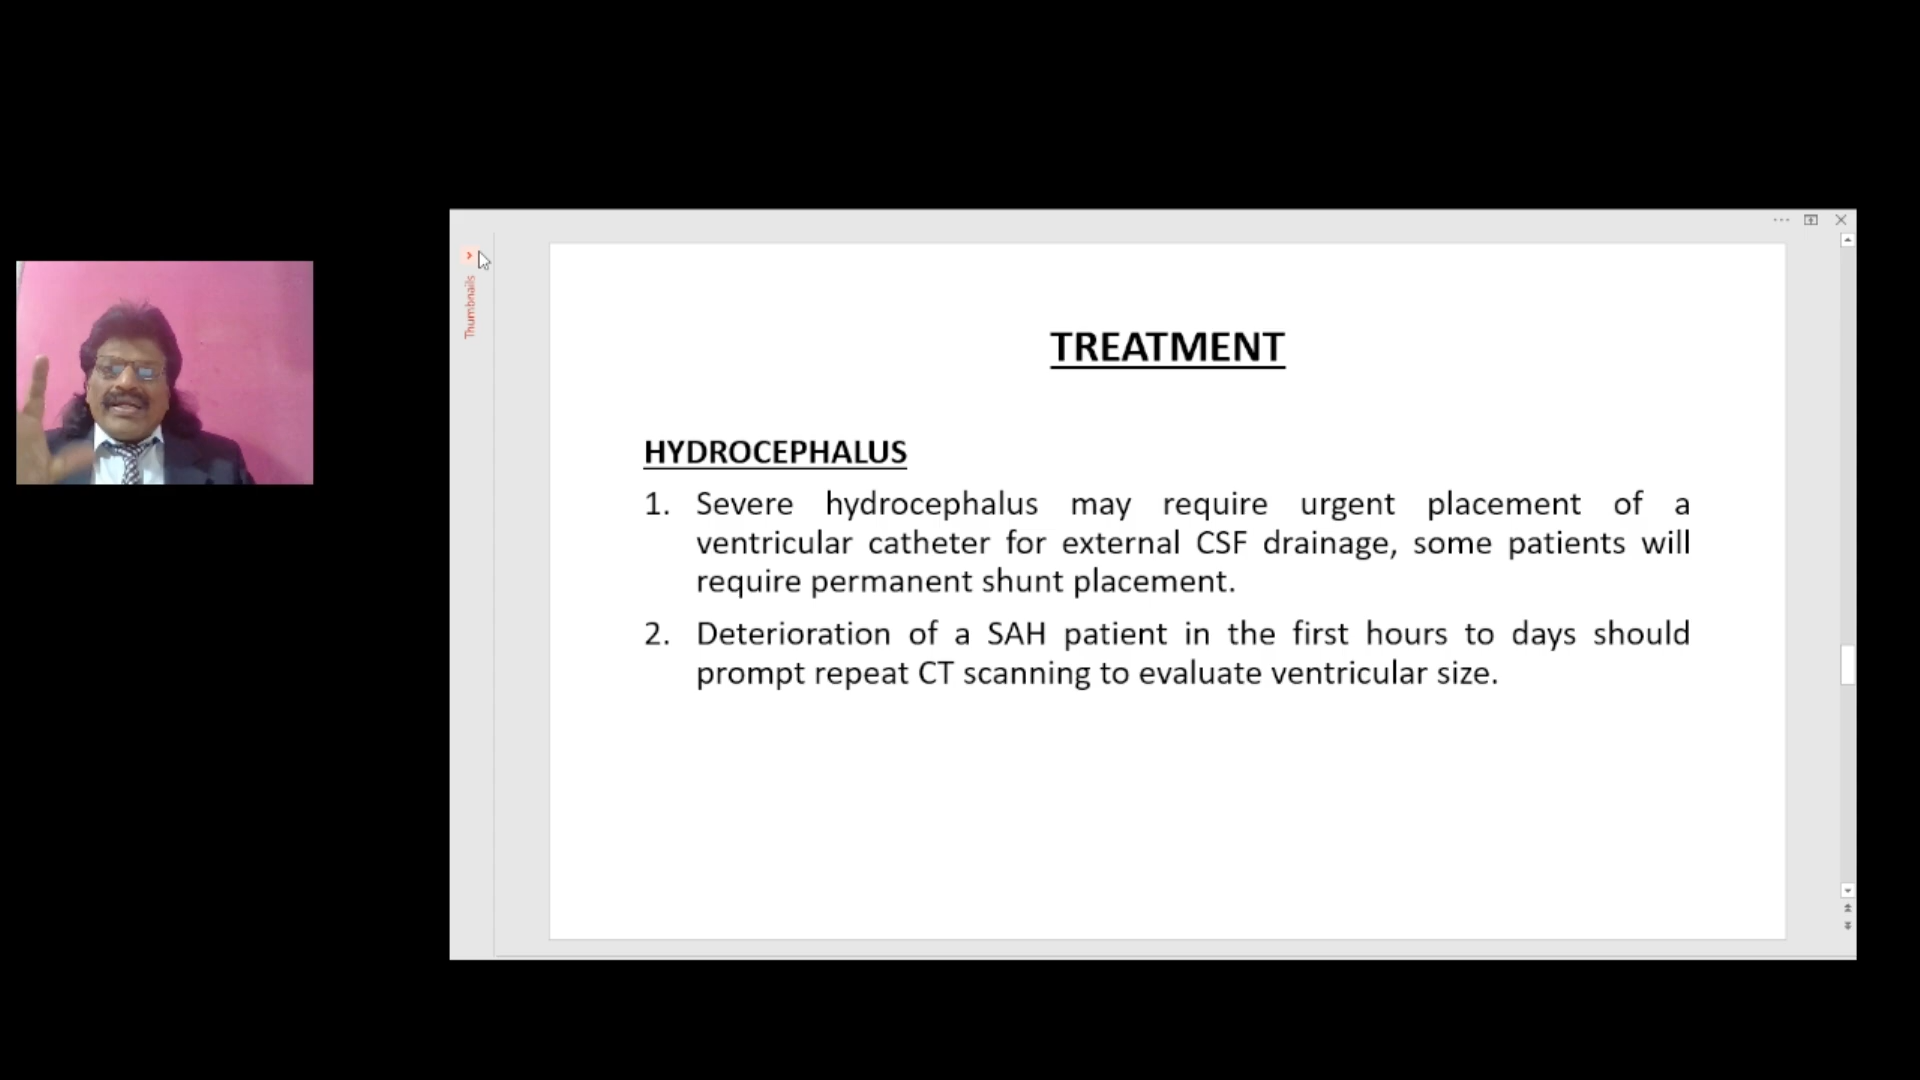 Thumbnails
TREATMENT
HYDROCEPHALUS
1. Severe hydrocephalus may require urgent placement of a
ventricular catheter for external CSF drainage, some patients will
require permanent shunt placement.
2. Deterioration of a SAH patient in the first hours to days should
prompt repeat CT scanning to evaluate ventricular size.